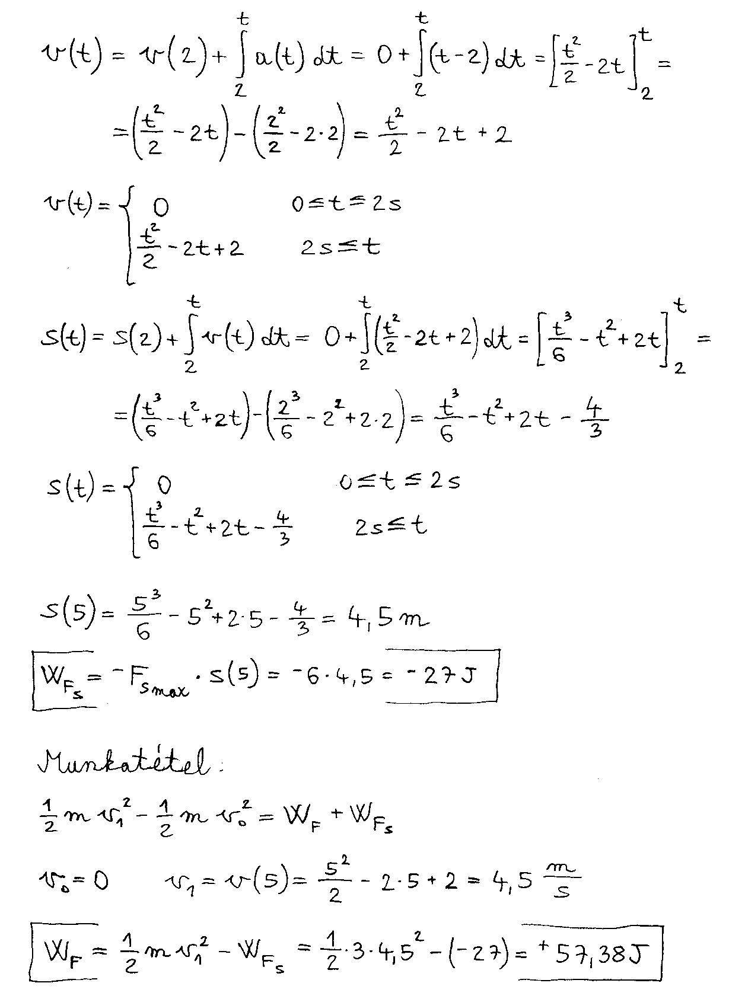 v(t) = v(2) + ∫₂ᵗ a(t) dt = 0 + ∫₂ᵗ (t-2) dt = [t²/2 - 2t]₂ᵗ =
= (t²/2 - 2t) - (2²/2 - 2·2) = t²/2 - 2t + 2
v(t) = { 0    0 ≤ t ≤ 2s
t²/2 - 2t + 2    2s ≤ t
s(t) = s(2) + ∫₂ᵗ v(t) dt = 0 + ∫₂ᵗ (t²/2 - 2t + 2) dt = [t³/6 - t² + 2t]₂ᵗ =
= (t³/6 - t² + 2t) - (2³/6 - 2² + 2·2) = t³/6 - t² + 2t - 4/3
s(t) = { 0    0 ≤ t ≤ 2s
t³/6 - t² + 2t - 4/3    2s ≤ t
s(5) = 5³/6 - 5² + 2·5 - 4/3 = 4,5 m
W_Fs = -F_smax · s(5) = -6·4,5 = -27 J
Munkatétel:
1/2 m v₁² - 1/2 m v₀² = W_F + W_Fs
v₀ = 0    v₁ = v(5) = 5²/2 - 2·5 + 2 = 4,5 m/s
W_F = 1/2 m v₁² - W_Fs = 1/2·3·4,5² - (-27) = +57,38 J